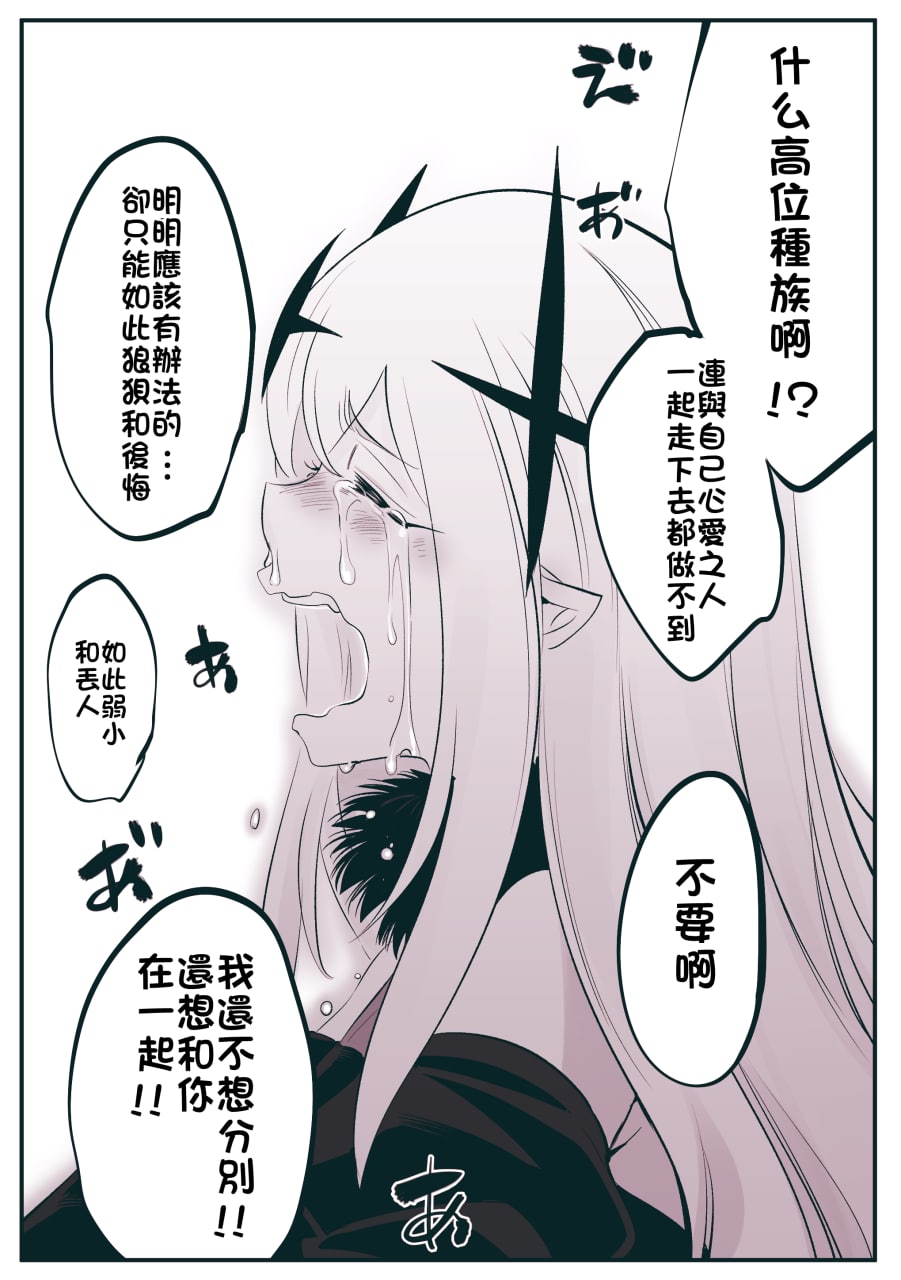 什么高位種族啊!?
連與自己心愛之人
一起走下去都做不到
え゛
お゛
明明應該有辦法的…
卻只能如此狼狽和後悔
あ゛
如此弱小
和丟人
あ゛
不要啊
我還不想分別!!
還想和你
在一起!!
あ゛